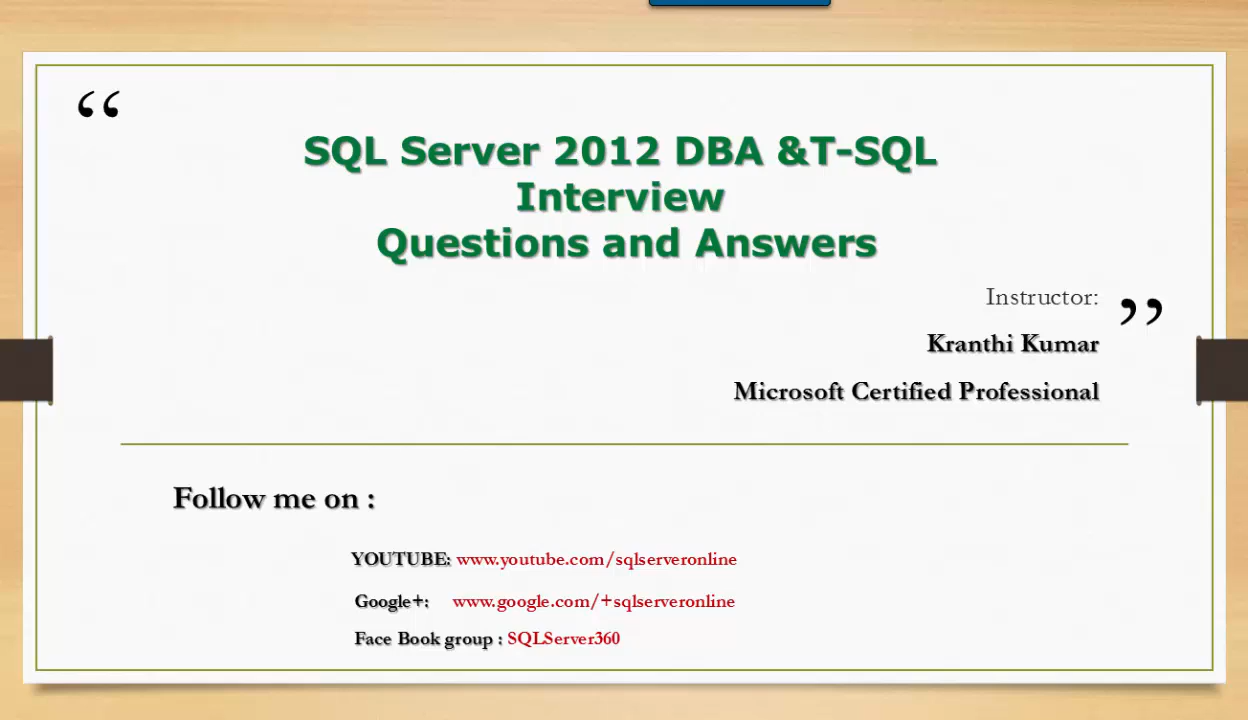 “
SQL Server 2012 DBA &T-SQL
Interview
Questions and Answers
Instructor:
”
Kranthi Kumar
Microsoft Certified Professional
Follow me on :
YOUTUBE: www.youtube.com/sqlserveronline
Google+: www.google.com/+sqlserveronline
Face Book group : SQLServer360